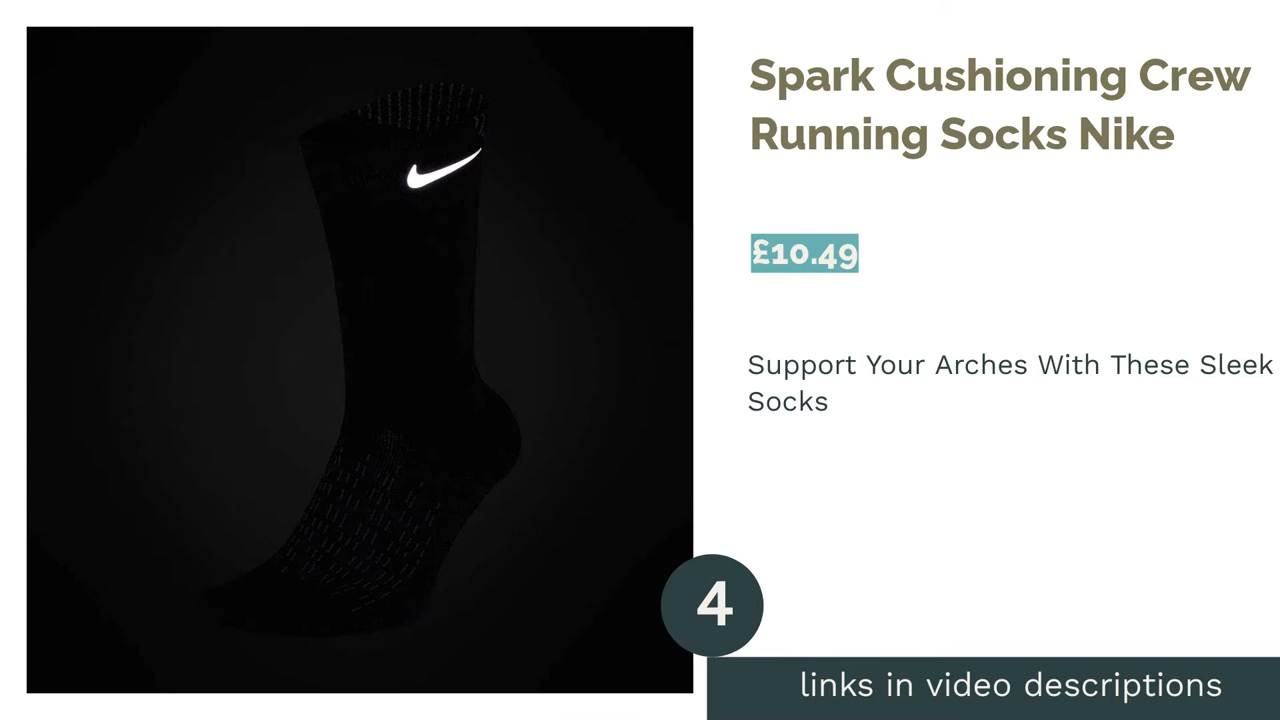 Spark Cushioning Crew
Running Socks Nike
£10.49
Support Your Arches With These Sleek
Socks
4
links in video descriptions